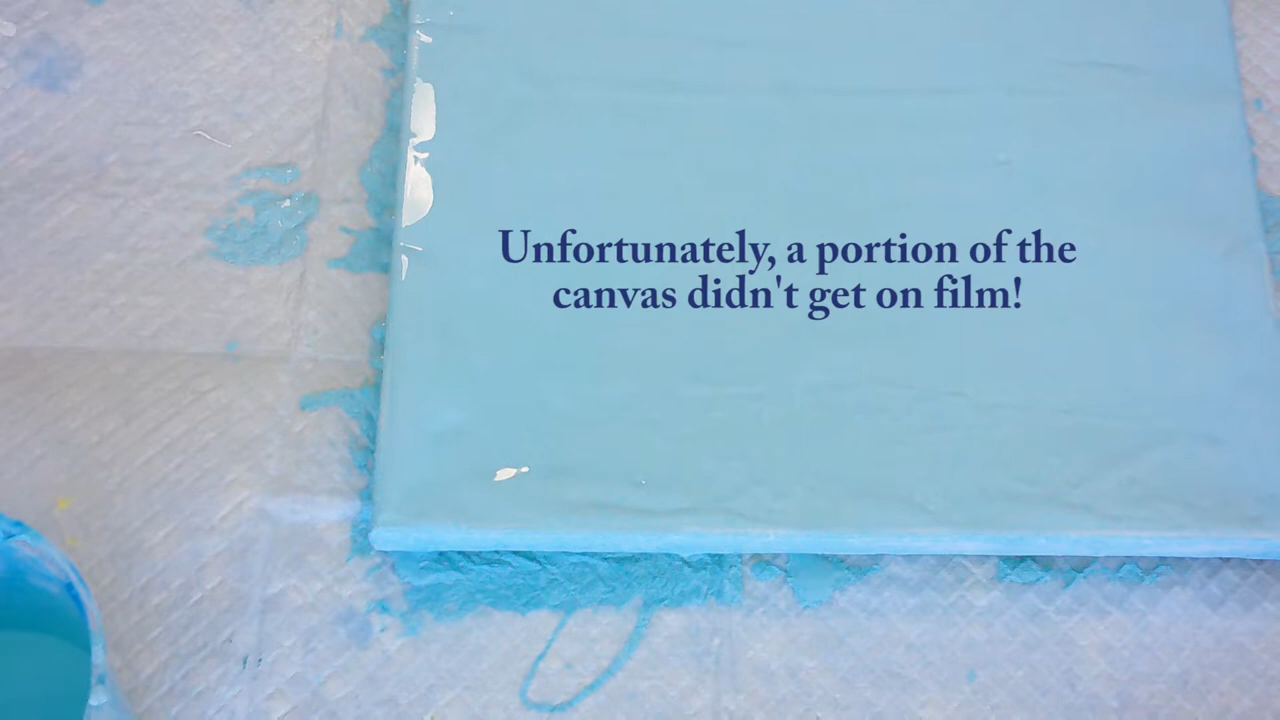 Unfortunately, a portion of the
canvas didn't get on film!